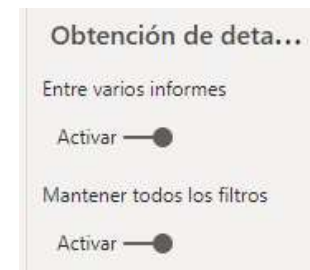 Obtención de deta...
Entre varios informes
Activar
Mantener todos los filtros
Activar